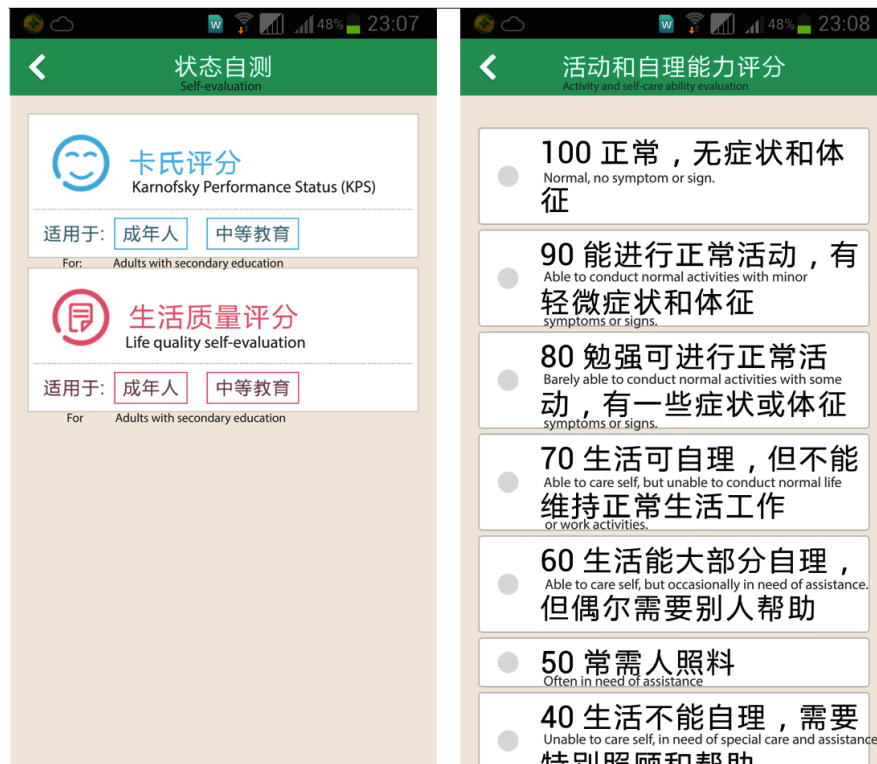 48% 23:07
状态自测
Self-evaluation
卡氏评分
Karnofsky Performance Status (KPS)
适用于: 成年人 中等教育
For: Adults with secondary education
生活质量评分
Life quality self-evaluation
适用于: 成年人 中等教育
For Adults with secondary education
48% 23:08
活动和自理能力评分
Activity and self-care ability evaluation
100 正常，无症状和体
Normal, no symptom or sign.
征
90 能进行正常活动，有
Able to conduct normal activities with minor
轻微症状和体征
symptoms or signs.
80 勉强可进行正常活
Barely able to conduct normal activities with some
动，有一些症状或体征
symptoms or signs.
70 生活可自理，但不能
Able to care self, but unable to conduct normal life
维持正常生活工作
or work activities.
60 生活能大部分自理，
Able to care self, but occasionally in need of assistance.
但偶尔需要别人帮助
50 常需人照料
Often in need of assistance
40 生活不能自理，需要
Unable to care self, in need of special care and assistance
特别照顾和帮助